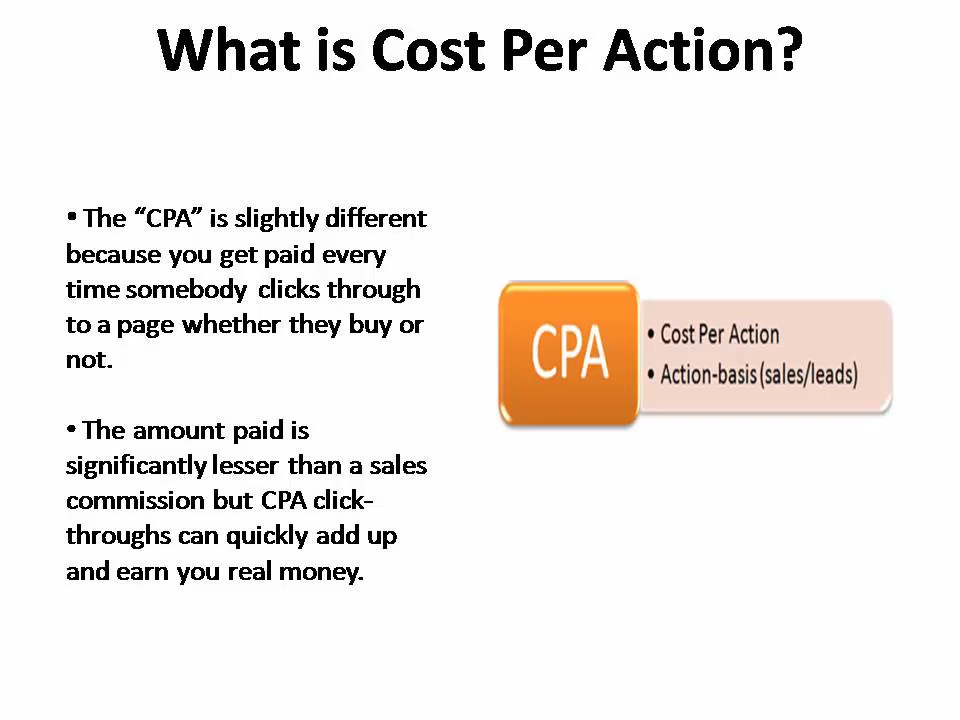 What is Cost Per Action?
• The “CPA” is slightly different
because you get paid every
time somebody clicks through
to a page whether they buy or
not.
• The amount paid is
significantly lesser than a sales
commission but CPA click-
throughs can quickly add up
and earn you real money.
CPA
• Cost Per Action
• Action-basis (sales/leads)